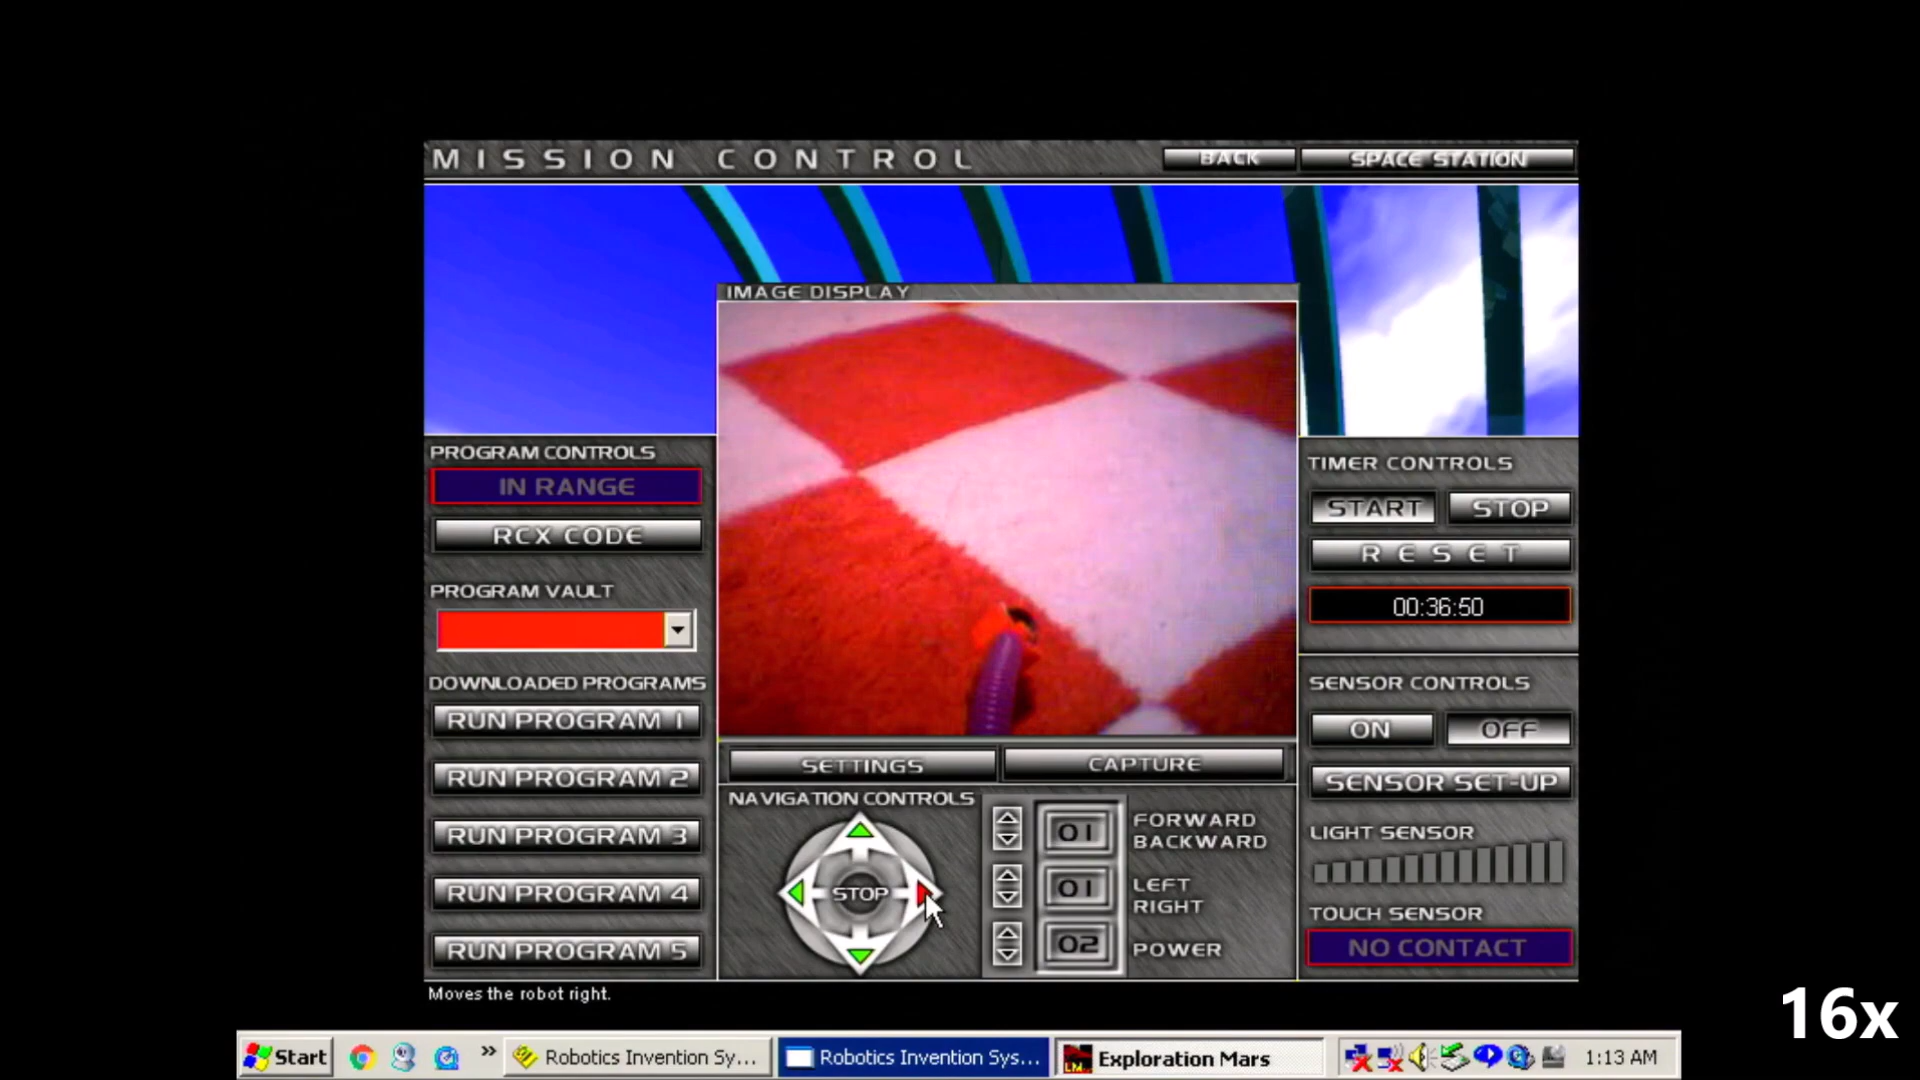 MISSION CONTROL
BACK
SPACE STATION
IMAGE DISPLAY
PROGRAM CONTROLS
IN RANGE
RCX CODE
PROGRAM VAULT
DOWNLOADED PROGRAMS
RUN PROGRAM 1
RUN PROGRAM 2
RUN PROGRAM 3
RUN PROGRAM 4
RUN PROGRAM 5
SETTINGS
CAPTURE
NAVIGATION CONTROLS
STOP
01
FORWARD
BACKWARD
01
LEFT
RIGHT
02
POWER
TIMER CONTROLS
START
STOP
RESET
00:36:50
SENSOR CONTROLS
ON
OFF
SENSOR SET-UP
LIGHT SENSOR
TOUCH SENSOR
NO CONTACT
Moves the robot right.
16x
Start
»
Robotics Invention Sy...
Robotics Invention Sys...
LM
Exploration Mars
1:13 AM